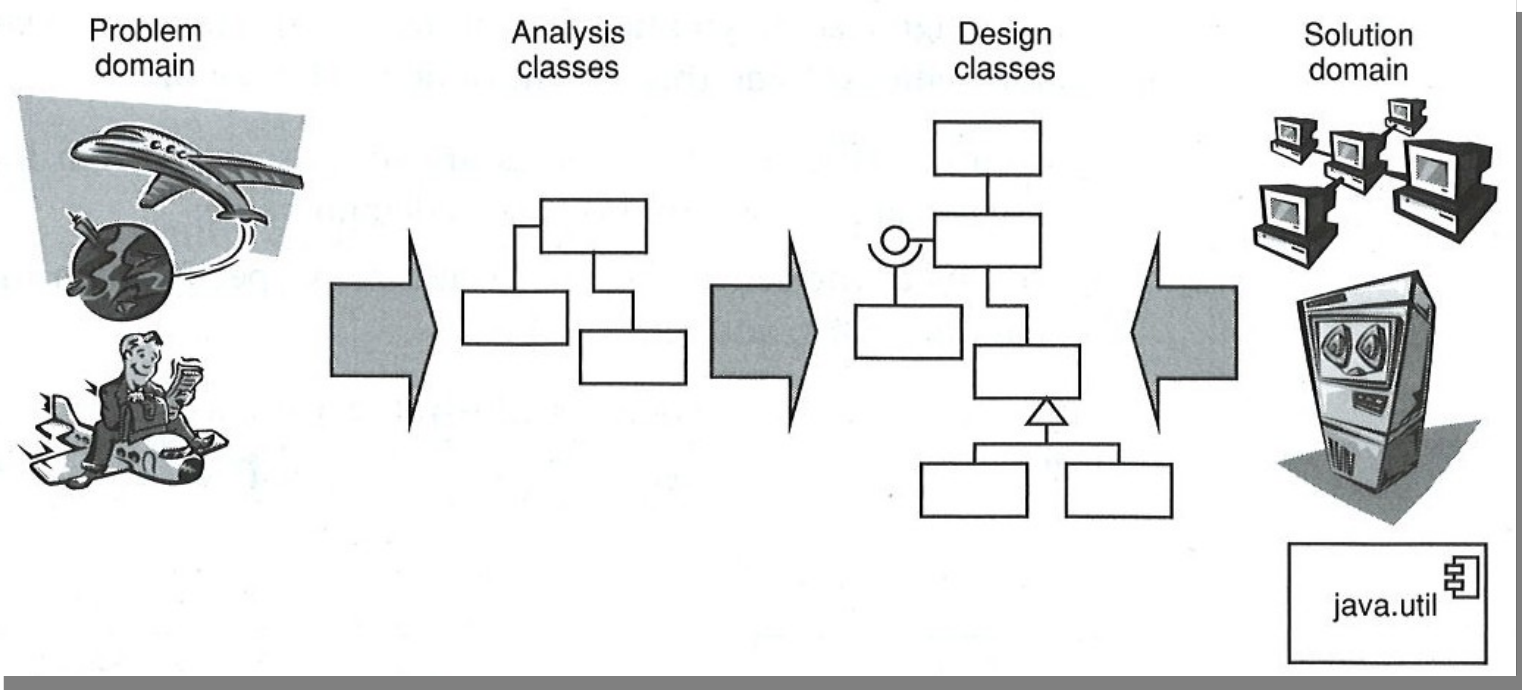 Problem
domain
Analysis
classes
Design
classes
Solution
domain
java.util